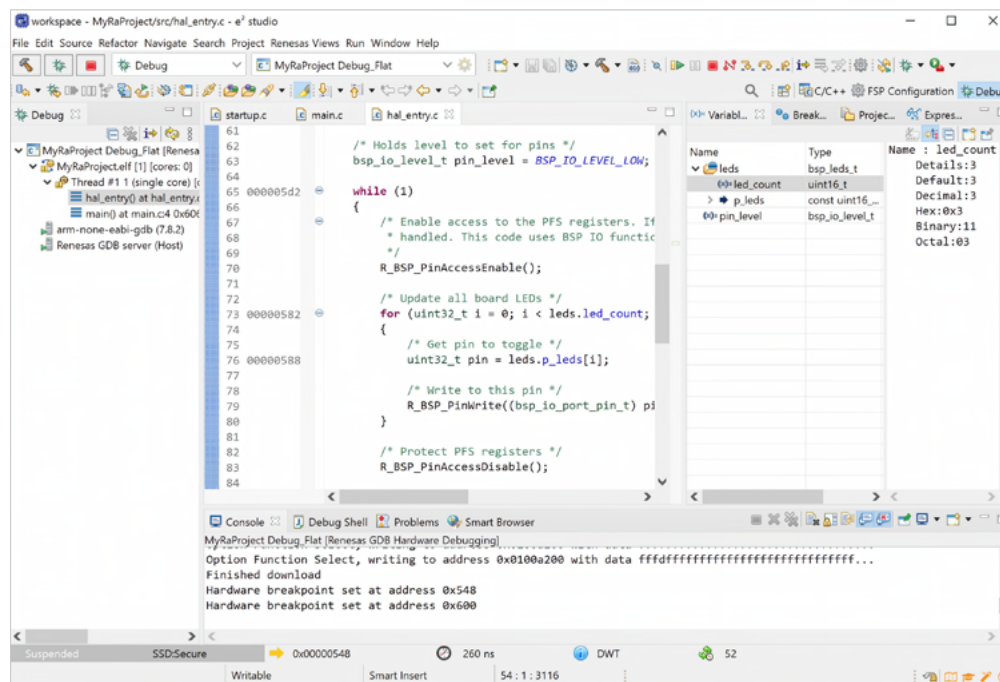 workspace - MyRaProject/src/hal_entry.c - e² studio
File Edit Source Refactor Navigate Search Project Renesas Views Run Window Help
Debug MyRaProject Debug_Flat
C/C++ FSP Configuration Debu
Debug
MyRaProject Debug_Flat [Renesas
MyRaProject.elf [1] [cores: 0]
Thread #1 1 (single core) [c
hal_entry() at hal_entry.c
main() at main.c:4 0x606
arm-none-eabi-gdb (7.8.2)
Renesas GDB server (Host)
startup.c main.c hal_entry.c
61
62 /* Holds level to set for pins */
63 bsp_io_level_t pin_level = BSP_IO_LEVEL_LOW;
64
65 000005d2 while (1)
66 {
67 /* Enable access to the PFS registers. If
68 * handled. This code uses BSP IO functio
69 */
70 R_BSP_PinAccessEnable();
71
72 /* Update all board LEDs */
73 00000582 for (uint32_t i = 0; i < leds.led_count;
74 {
75 /* Get pin to toggle */
76 00000588 uint32_t pin = leds.p_leds[i];
77
78 /* Write to this pin */
79 R_BSP_PinWrite((bsp_io_port_pin_t) pi
80 }
81
82 /* Protect PFS registers */
83 R_BSP_PinAccessDisable();
84
Variabl... Break... Projec... Expres...
Name Type
leds bsp_leds_t
led_count uint16_t
p_leds const uint16_...
pin_level bsp_io_level_t
Name : led_count
Details:3
Default:3
Decimal:3
Hex:0x3
Binary:11
Octal:03
Console Debug Shell Problems Smart Browser
MyRaProject Debug_Flat [Renesas GDB Hardware Debugging]
Option Function Select, writing to address 0x0100a200 with data fffdffffffffffffffffffffffffffff...
Finished download
Hardware breakpoint set at address 0x548
Hardware breakpoint set at address 0x600
Suspended SSD:Secure 0x00000548 260 ns DWT 52
Writable Smart Insert 54 : 1 : 3116